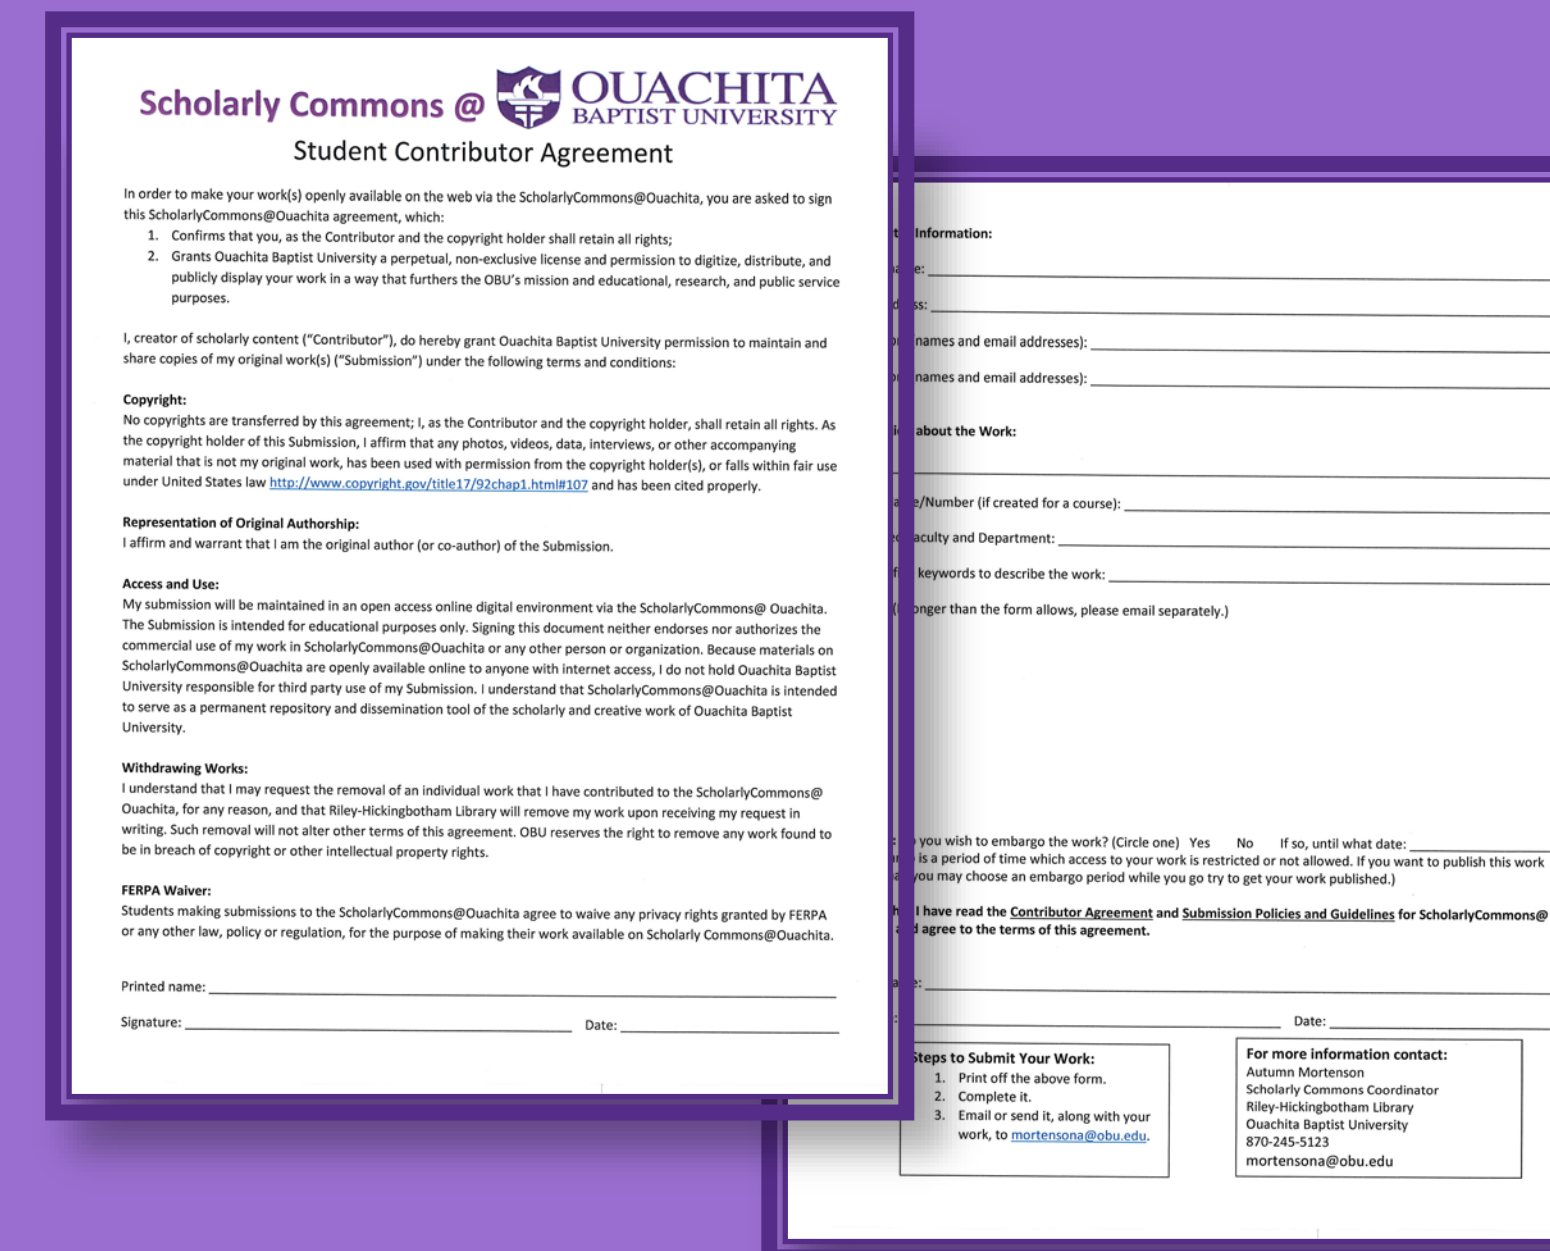 Scholarly Commons @ OUACHITA
BAPTIST UNIVERSITY
Student Contributor Agreement
In order to make your work(s) openly available on the web via the ScholarlyCommons@Ouachita, you are asked to sign
this ScholarlyCommons@Ouachita agreement, which:
1. Confirms that you, as the Contributor and the copyright holder shall retain all rights;
2. Grants Ouachita Baptist University a perpetual, non-exclusive license and permission to digitize, distribute, and
publicly display your work in a way that furthers the OBU's mission and educational, research, and public service
purposes.
I, creator of scholarly content ("Contributor"), do hereby grant Ouachita Baptist University permission to maintain and
share copies of my original work(s) ("Submission") under the following terms and conditions:
Copyright:
No copyrights are transferred by this agreement; I, as the Contributor and the copyright holder, shall retain all rights. As
the copyright holder of this Submission, I affirm that any photos, videos, data, interviews, or other accompanying
material that is not my original work, has been used with permission from the copyright holder(s), or falls within fair use
under United States law http://www.copyright.gov/title17/92chap1.html#107 and has been cited properly.
Representation of Original Authorship:
I affirm and warrant that I am the original author (or co-author) of the Submission.
Access and Use:
My submission will be maintained in an open access online digital environment via the ScholarlyCommons@ Ouachita.
The Submission is intended for educational purposes only. Signing this document neither endorses nor authorizes the
commercial use of my work in ScholarlyCommons@Ouachita or any other person or organization. Because materials on
ScholarlyCommons@Ouachita are openly available online to anyone with internet access, I do not hold Ouachita Baptist
University responsible for third party use of my Submission. I understand that ScholarlyCommons@Ouachita is intended
to serve as a permanent repository and dissemination tool of the scholarly and creative work of Ouachita Baptist
University.
Withdrawing Works:
I understand that I may request the removal of an individual work that I have contributed to the ScholarlyCommons@
Ouachita, for any reason, and that Riley-Hickingbotham Library will remove my work upon receiving my request in
writing. Such removal will not alter other terms of this agreement. OBU reserves the right to remove any work found to
be in breach of copyright or other intellectual property rights.
FERPA Waiver:
Students making submissions to the ScholarlyCommons@Ouachita agree to waive any privacy rights granted by FERPA
or any other law, policy or regulation, for the purpose of making their work available on Scholarly Commons@Ouachita.
Printed name:
Signature: Date:
Information:
names and email addresses):
names and email addresses):
about the Work:
/Number (if created for a course):
aculty and Department:
keywords to describe the work:
onger than the form allows, please email separately.)
you wish to embargo the work? (Circle one) Yes No If so, until what date:
is a period of time which access to your work is restricted or not allowed. If you want to publish this work
you may choose an embargo period while you go try to get your work published.)
I have read the Contributor Agreement and Submission Policies and Guidelines for ScholarlyCommons@
agree to the terms of this agreement.
Date:
Steps to Submit Your Work:
1. Print off the above form.
2. Complete it.
3. Email or send it, along with your
work, to mortensona@obu.edu.
For more information contact:
Autumn Mortenson
Scholarly Commons Coordinator
Riley-Hickingbotham Library
Ouachita Baptist University
870-245-5123
mortensona@obu.edu